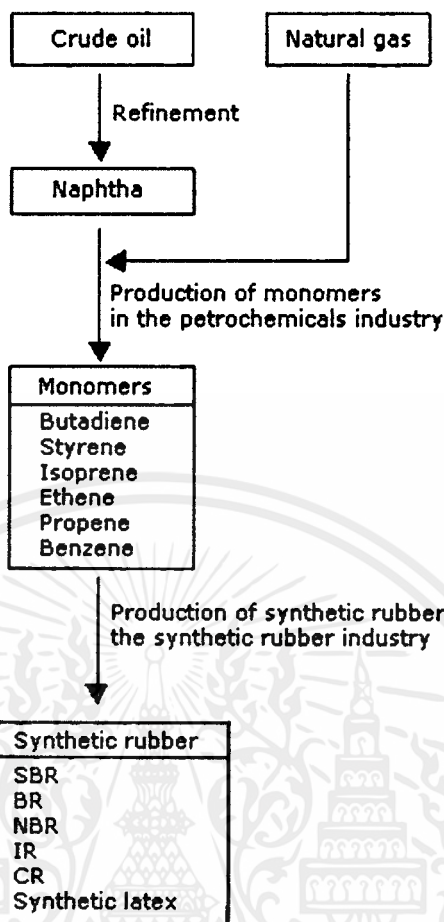 Crude oil
Natural gas
Refinement
Naphtha
Production of monomers
in the petrochemicals industry
Monomers
Butadiene
Styrene
Isoprene
Ethene
Propene
Benzene
Production of synthetic rubber
the synthetic rubber industry
Synthetic rubber
SBR
BR
NBR
IR
CR
Synthetic latex